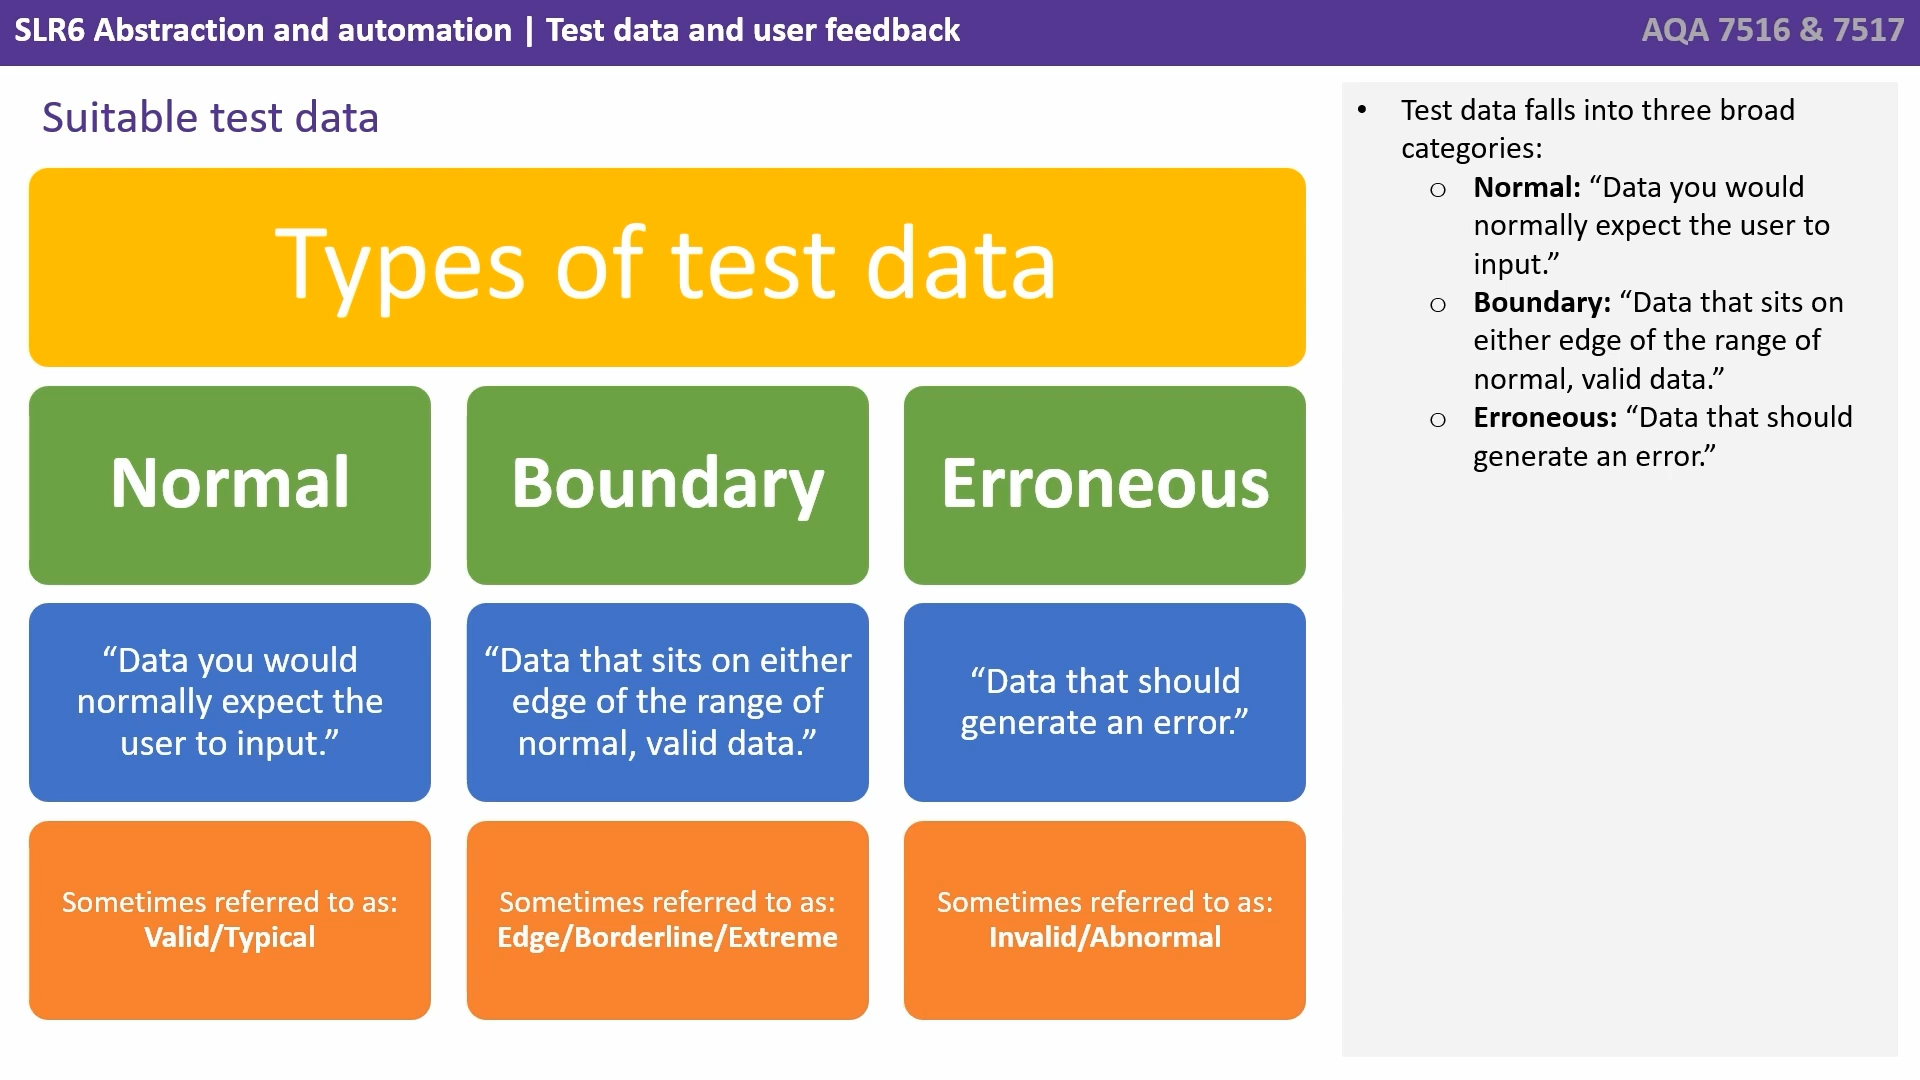 SLR6 Abstraction and automation | Test data and user feedback
AQA 7516 & 7517
Suitable test data
Types of test data
Normal
Boundary
Erroneous
“Data you would
normally expect the
user to input.”
“Data that sits on either
edge of the range of
normal, valid data.”
“Data that should
generate an error.”
Sometimes referred to as:
Valid/Typical
Sometimes referred to as:
Edge/Borderline/Extreme
Sometimes referred to as:
Invalid/Abnormal
• Test data falls into three broad
categories:
o Normal: “Data you would
normally expect the user to
input.”
o Boundary: “Data that sits on
either edge of the range of
normal, valid data.”
o Erroneous: “Data that should
generate an error.”